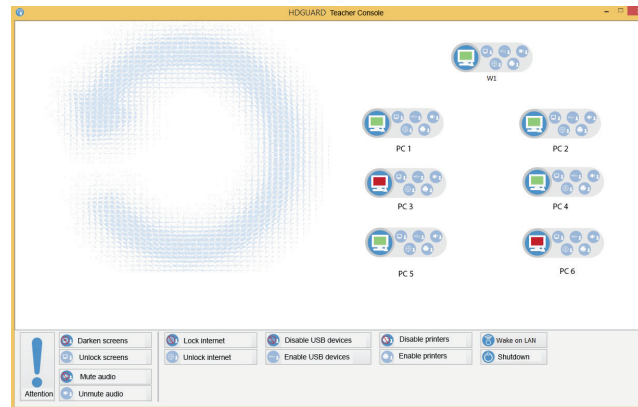 HDGUARD Teacher Console
W1
PC 1
PC 2
PC 3
PC 4
PC 5
PC 6
Darken screens
Lock internet
Disable USB devices
Disable printers
Wake on LAN
Unlock screens
Unlock internet
Enable USB devices
Enable printers
Shutdown
Mute audio
Attention
Unmute audio